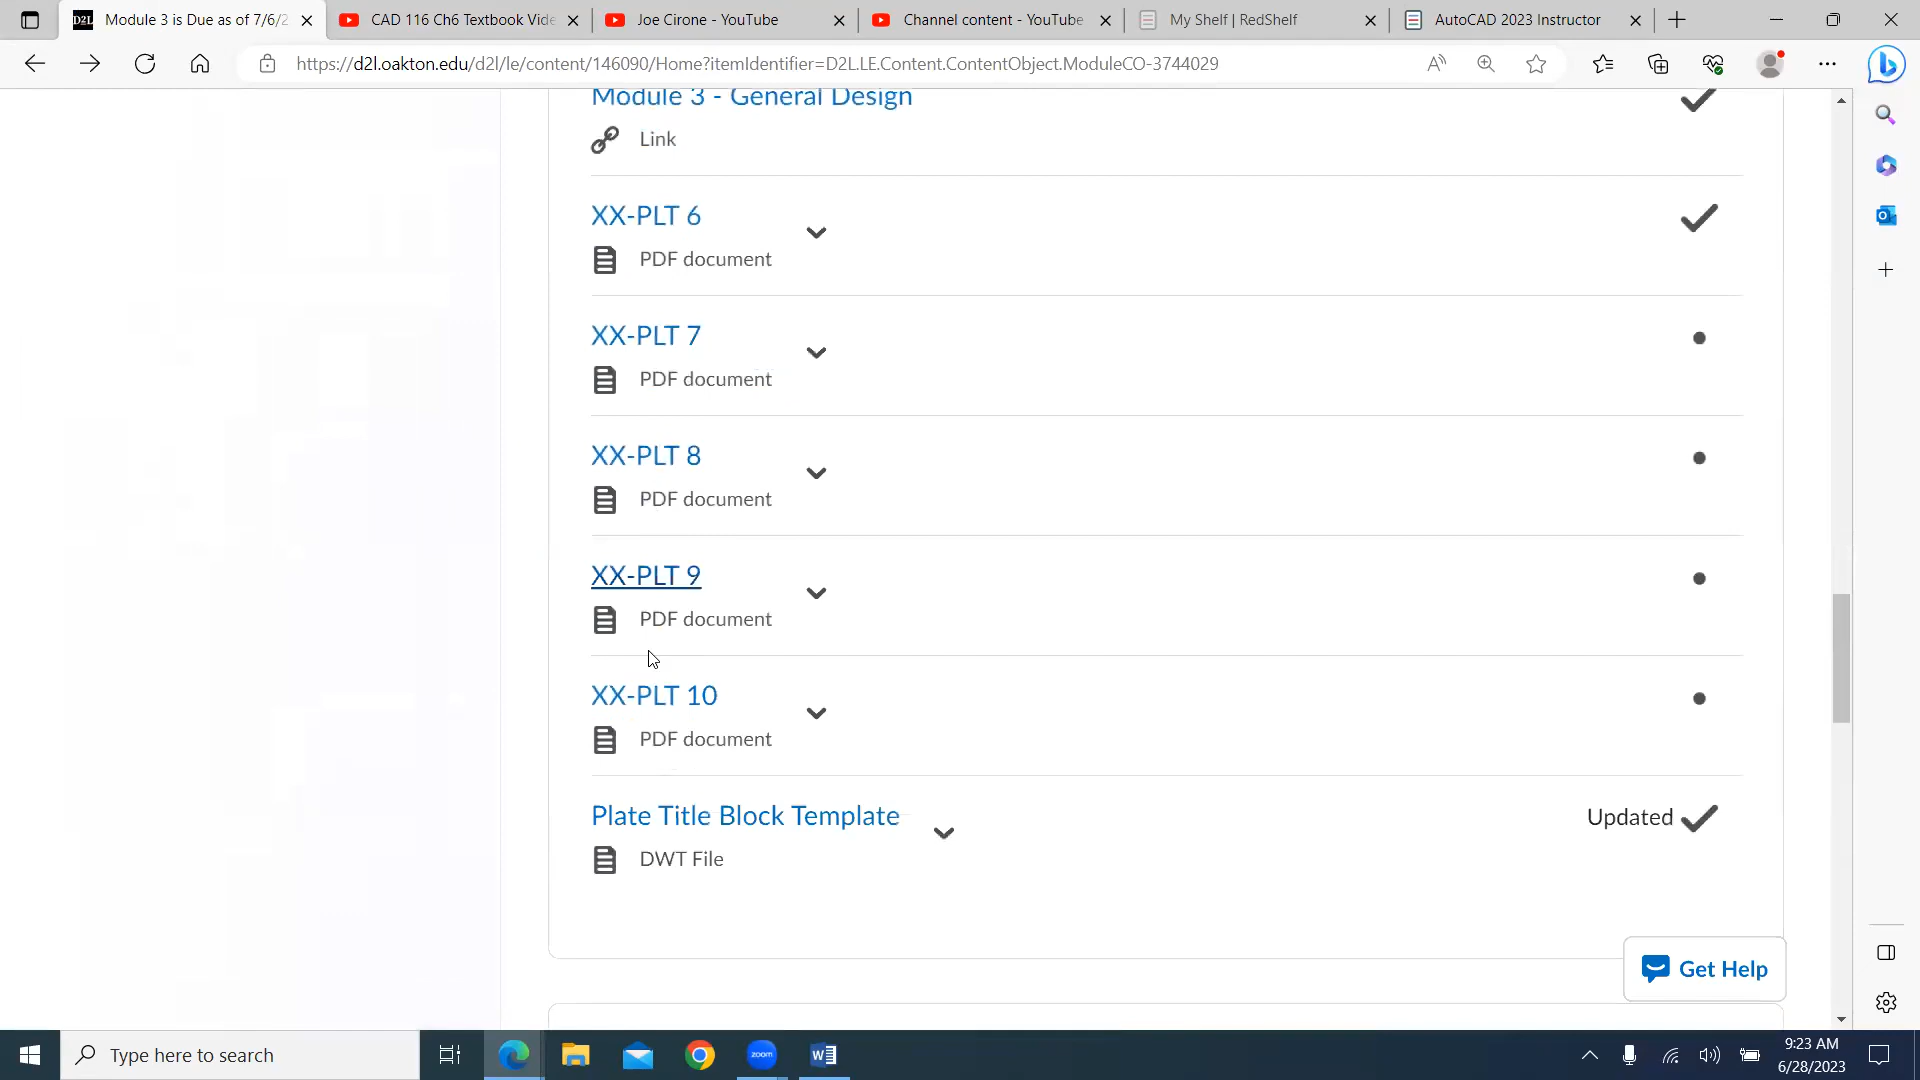 D2L Module 3 is Due as of 7/6/2
CAD 116 Ch6 Textbook Vide
Joe Cirone - YouTube
Channel content - YouTube
My Shelf | RedShelf
AutoCAD 2023 Instructor
https://d2l.oakton.edu/d2l/le/content/146090/Home?itemIdentifier=D2L.LE.Content.ContentObject.ModuleCO-3744029
Module 3 - General Design
Link
XX-PLT 6
PDF document
XX-PLT 7
PDF document
XX-PLT 8
PDF document
XX-PLT 9
PDF document
XX-PLT 10
PDF document
Plate Title Block Template
Updated
DWT File
Get Help
Type here to search
zoom
9:23 AM
6/28/2023